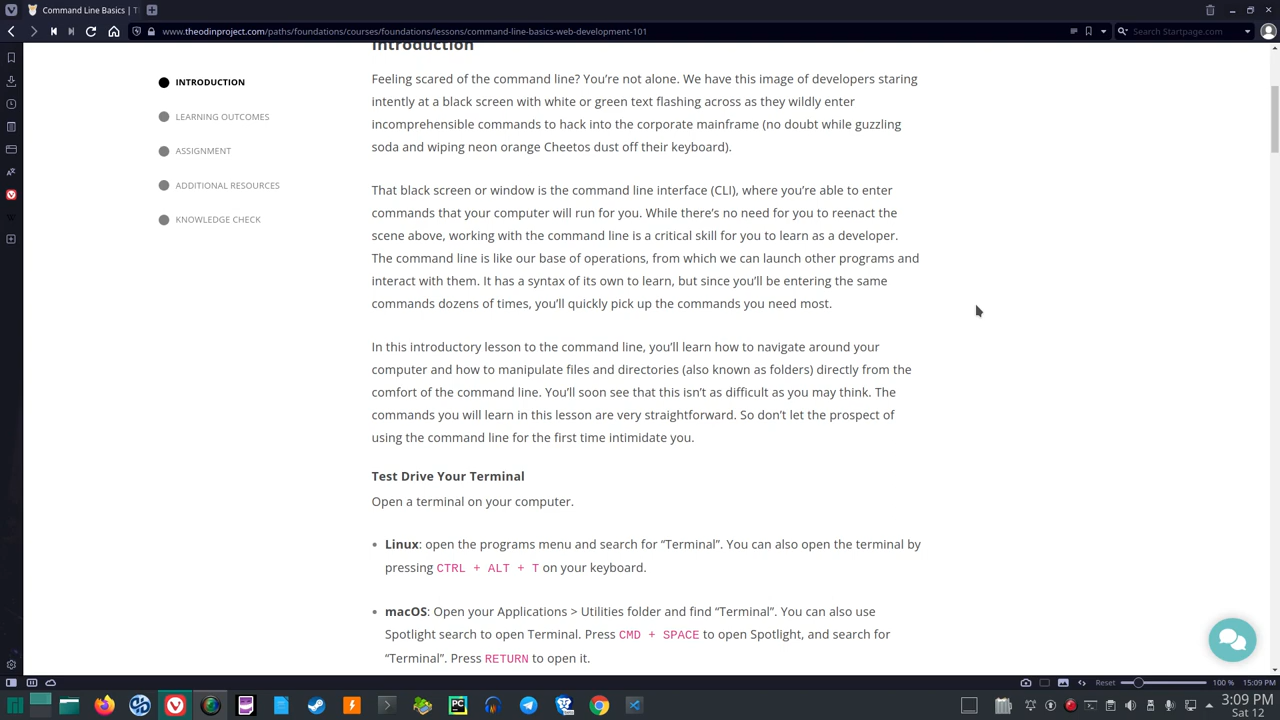 Command Line Basics | T
www.theodinproject.com/paths/foundations/courses/foundations/lessons/command-line-basics-web-development-101
Search Startpage.com
Introduction
INTRODUCTION
LEARNING OUTCOMES
ASSIGNMENT
ADDITIONAL RESOURCES
KNOWLEDGE CHECK
Feeling scared of the command line? You’re not alone. We have this image of developers staring
intently at a black screen with white or green text flashing across as they wildly enter
incomprehensible commands to hack into the corporate mainframe (no doubt while guzzling
soda and wiping neon orange Cheetos dust off their keyboard).
That black screen or window is the command line interface (CLI), where you’re able to enter
commands that your computer will run for you. While there’s no need for you to reenact the
scene above, working with the command line is a critical skill for you to learn as a developer.
The command line is like our base of operations, from which we can launch other programs and
interact with them. It has a syntax of its own to learn, but since you’ll be entering the same
commands dozens of times, you’ll quickly pick up the commands you need most.
In this introductory lesson to the command line, you’ll learn how to navigate around your
computer and how to manipulate files and directories (also known as folders) directly from the
comfort of the command line. You’ll soon see that this isn’t as difficult as you may think. The
commands you will learn in this lesson are very straightforward. So don’t let the prospect of
using the command line for the first time intimidate you.
Test Drive Your Terminal
Open a terminal on your computer.
Linux: open the programs menu and search for “Terminal”. You can also open the terminal by
pressing CTRL + ALT + T on your keyboard.
macOS: Open your Applications > Utilities folder and find “Terminal”. You can also use
Spotlight search to open Terminal. Press CMD + SPACE to open Spotlight, and search for
“Terminal”. Press RETURN to open it.
Reset
100 %
15:09 PM
PC
3:09 PM
Sat 12